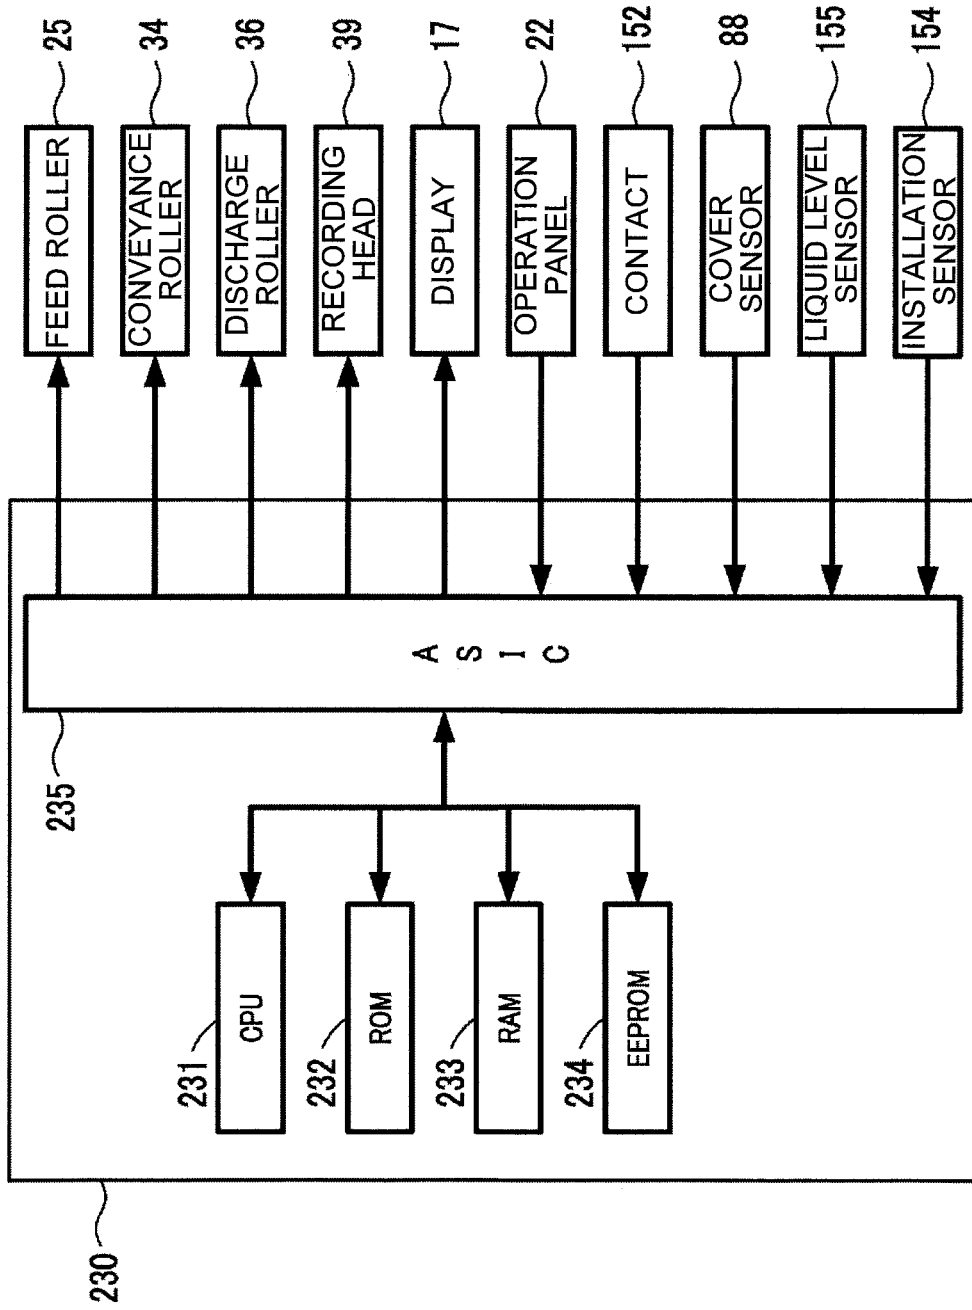 FEED ROLLER
25
CONVEYANCE
ROLLLER
34
DISCHARGE
ROLLER
36
RECORDING
HEAD
39
DISPLAY
17
OPERATION
PANEL
22
CONTACT
152
COVER
SENSOR
88
LIQUID LEVEL
SENSOR
155
INSTALLATION
SENSOR
154
ASIC
235
231
CPU
232
ROM
233
RAM
234
EEPROM
230